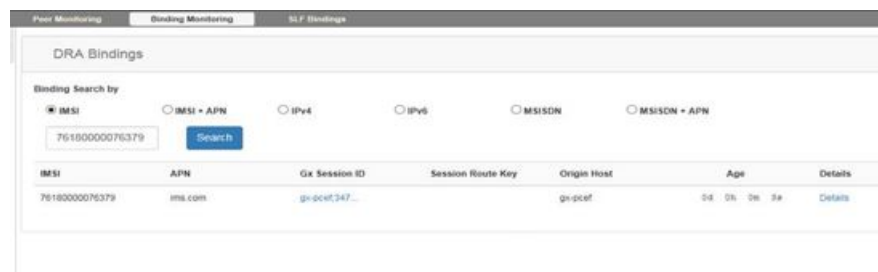 Peer Monitoring Binding Monitoring SLF Bindings
DRA Bindings
Binding Search by
IMSI IMSI + APN IPv4 IPv6 MSISDN MSISDN + APN
76180000076379 Search
IMSI APN Gx Session ID Session Route Key Origin Host Age Details
76180000076379 ims.com gx-pcef;347... gx-pcef 0d 0h 0m Details